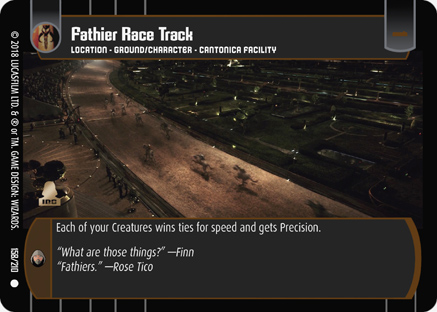 Fathier Race Track
LOCATION - GROUND/CHARACTER - CANTONICA FACILITY
Each of your Creatures wins ties for speed and gets Precision.
"What are those things?" —Finn
"Fathiers." —Rose Tico
© 2018 LUCASFILM LTD. & ® or TM. GAME DESIGN: WIZARDS.
158/210